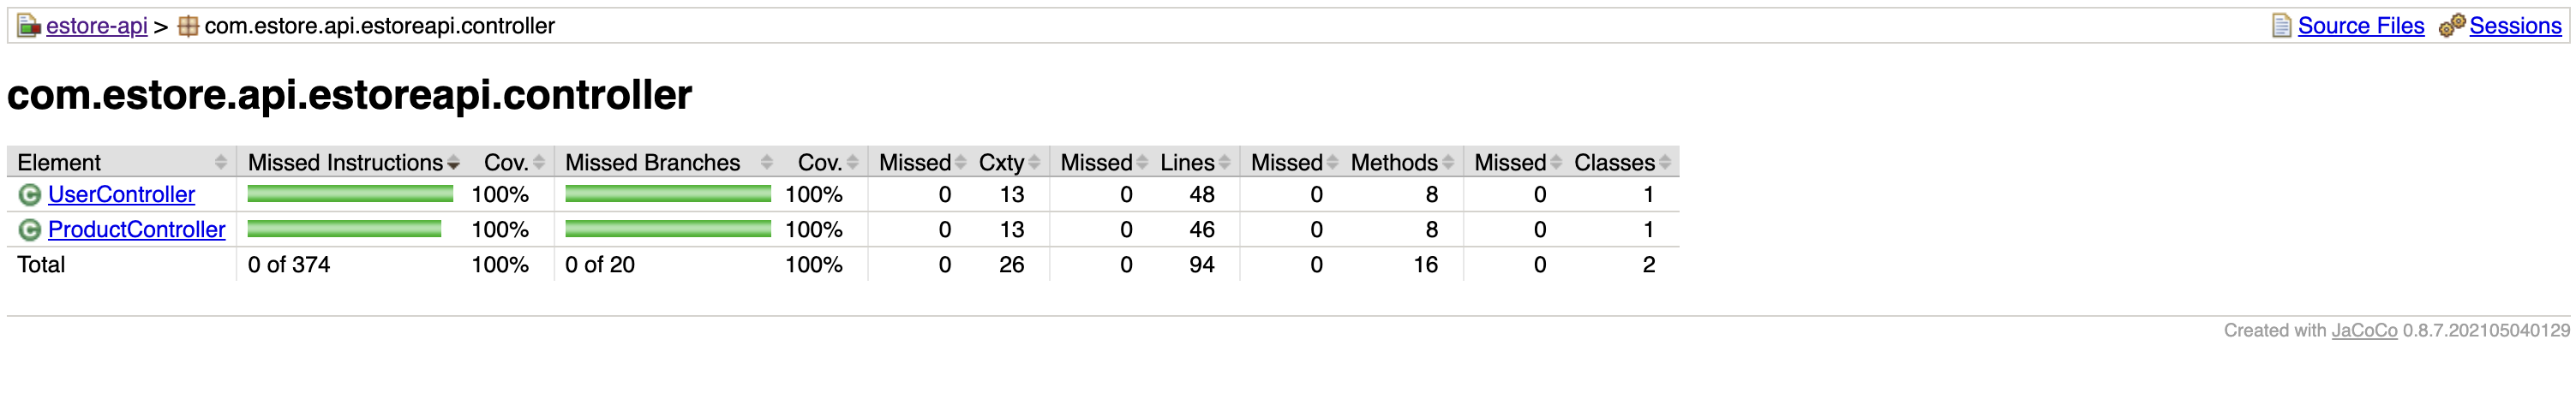 estore-api > com.estore.api.estoreapi.controller Source Files Sessions
com.estore.api.estoreapi.controller
Element Missed Instructions Cov. Missed Branches Cov. Missed Cxty Missed Lines Missed Methods Missed Classes
C UserController 100% 100% 0 13 0 48 0 8 0 1
C ProductController 100% 100% 0 13 0 46 0 8 0 1
Total 0 of 374 100% 0 of 20 100% 0 26 0 94 0 16 0 2
Created with JaCoCo 0.8.7.202105040129